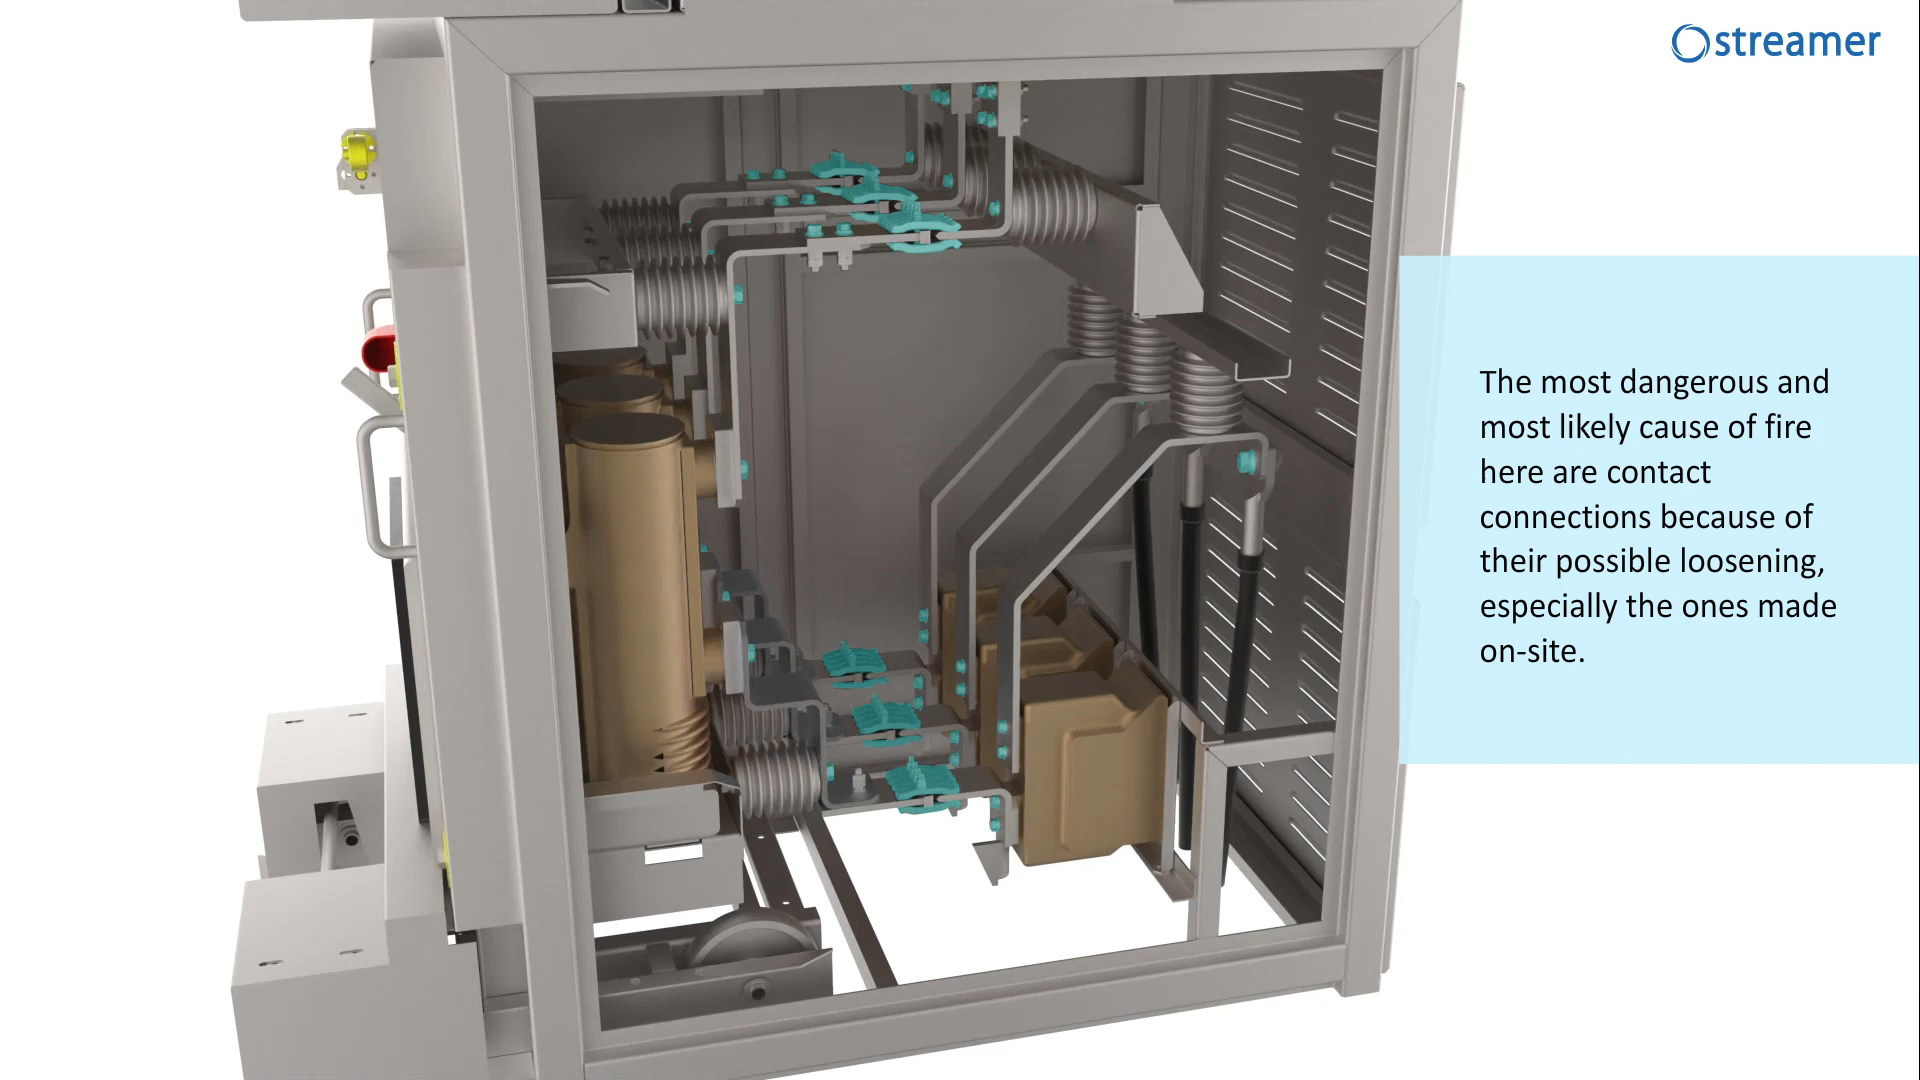 streamer
The most dangerous and
most likely cause of fire
here are contact
connections because of
their possible loosening,
especially the ones made
on-site.